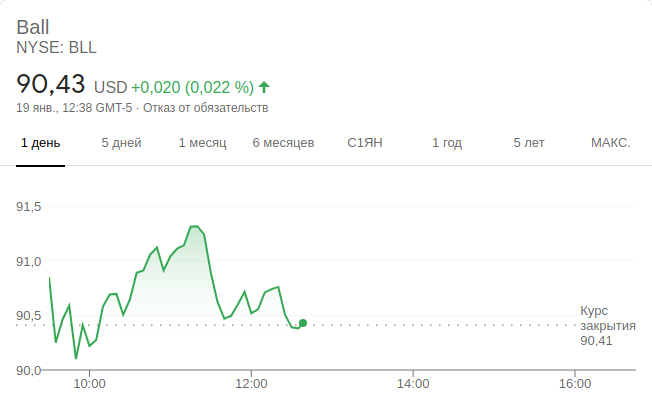 Ball
NYSE: BLL
90,43 USD +0,020 (0,022 %)
19 янв., 12:38 GMT-5 · Отказ от обязательств
1 день 5 дней 1 месяц 6 месяцев С1ЯН 1 год 5 лет МАКС.
91,5
91,0
90,5
90,0
Курс
закрытия
90,41
10:00 12:00 14:00 16:00